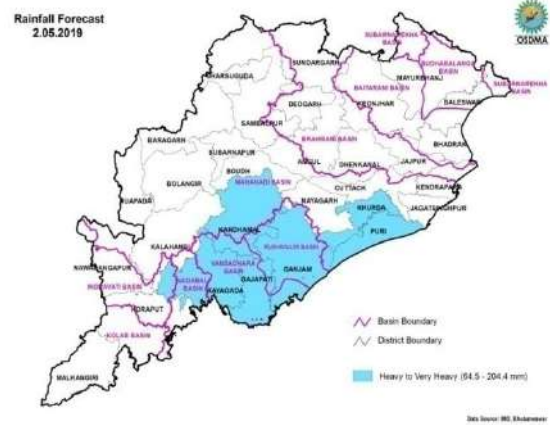 Rainfall Forecast
2.05.2019
OSDMA
SUBARNAREKHA
BASIN
SUNDARGARH
BUDHABALANGA
BASIN
MAYURBHANJ
JHARSUGUDA
BAITARANI BASIN
SUBARNAREKHA
BASIN
DEOGARH
KEONJHAR
BALESWAR
SAMBALPUR
BRAHMANI BASIN
BARAGARH
BHADRAK
SUBARNAPUR
ANGUL
DHENKANAL
JAJPUR
BOUDH
BOLANGIR
MAHANADI BASIN
CUTTACK
KENDRAPARA
NUAPADA
NAYAGARH
JAGATSINGHPUR
KHURDA
KANDHAMAL
PURI
KALAHANDI
RUSHIKULYA BASIN
NAWARANGAPUR
VANSADHARA
BASIN
GANJAM
INDRAVATI BASIN
NAGABALI
BASIN
GAJAPATI
RAYAGADA
KORAPUT
KOLAB BASIN
MALKANGIRI
Basin Boundary
District Boundary
Heavy to Very Heavy (64.5 - 204.4 mm)
Data Source: IMD, Bhubaneswar